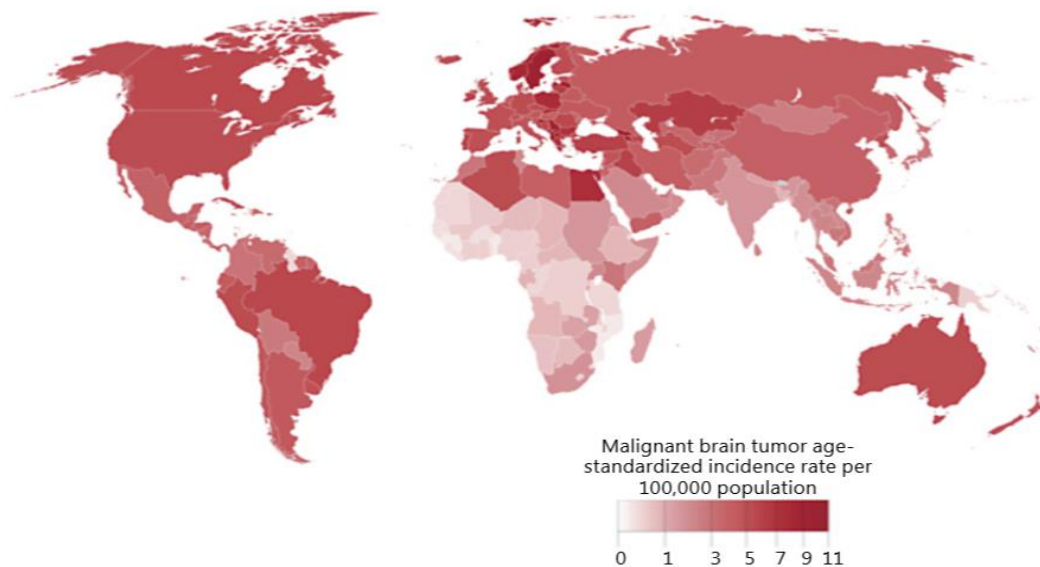 Malignant brain tumor age-
standardized incidence rate per
100,000 population
0 1 3 5 7 9 11